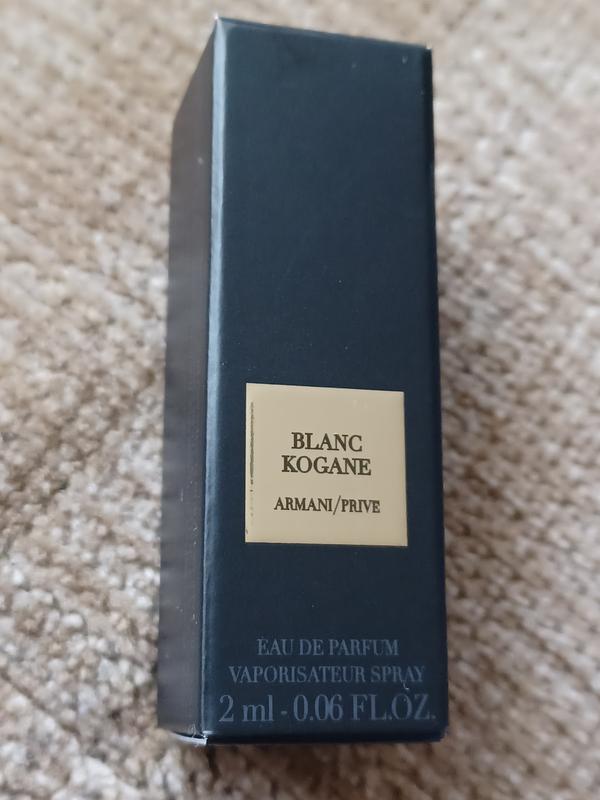 BLANC
KOGANE
ARMANI/PRIVE
EAU DE PARFUM
VAPORISATEUR SPRAY
2 ml - 0.06 FL.OZ.